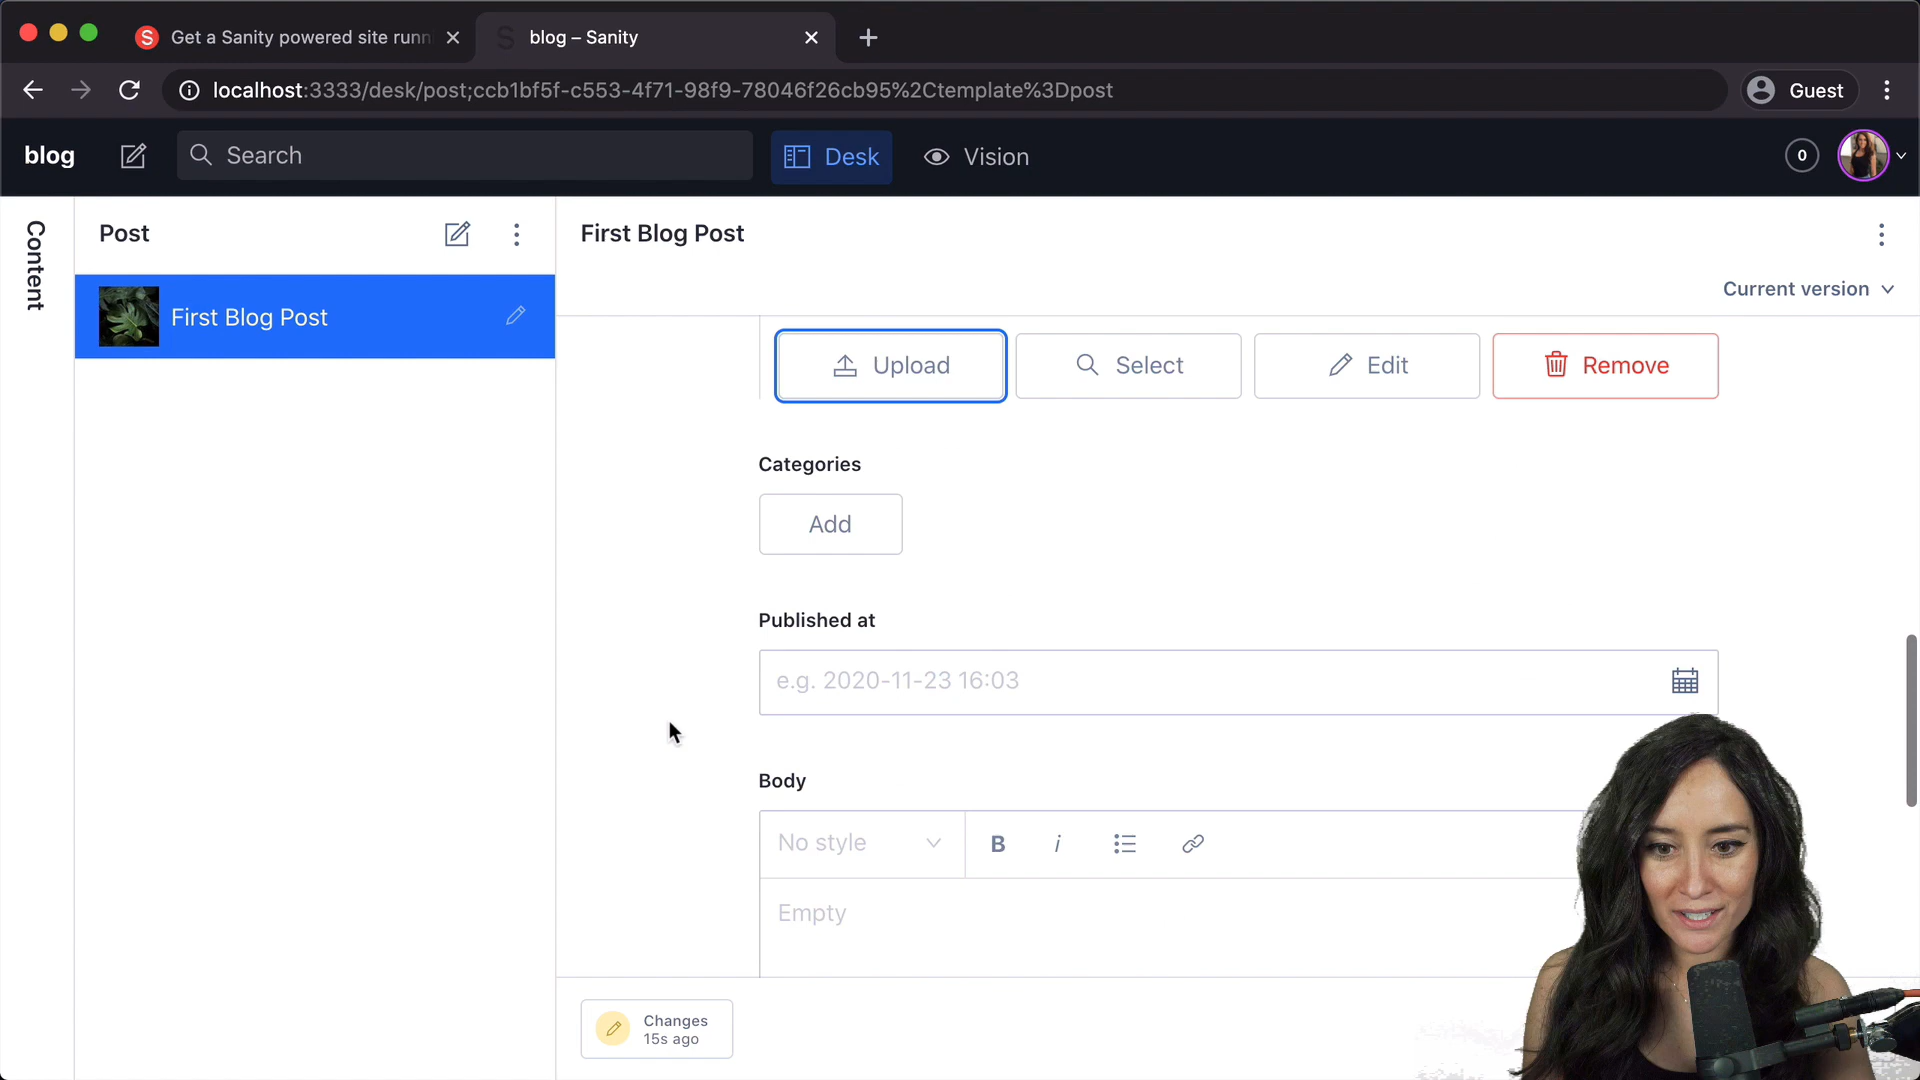 Get a Sanity powered site runn
blog – Sanity
localhost:3333/desk/post;ccb1bf5f-c553-4f71-98f9-78046f26cb95%2Ctemplate%3Dpost
Guest
blog
Search
Desk
Vision
0
Content
Post
First Blog Post
First Blog Post
Current version
Upload
Select
Edit
Remove
Categories
Add
Published at
e.g. 2020-11-23 16:03
Body
No style
B
i
Empty
Changes
15s ago